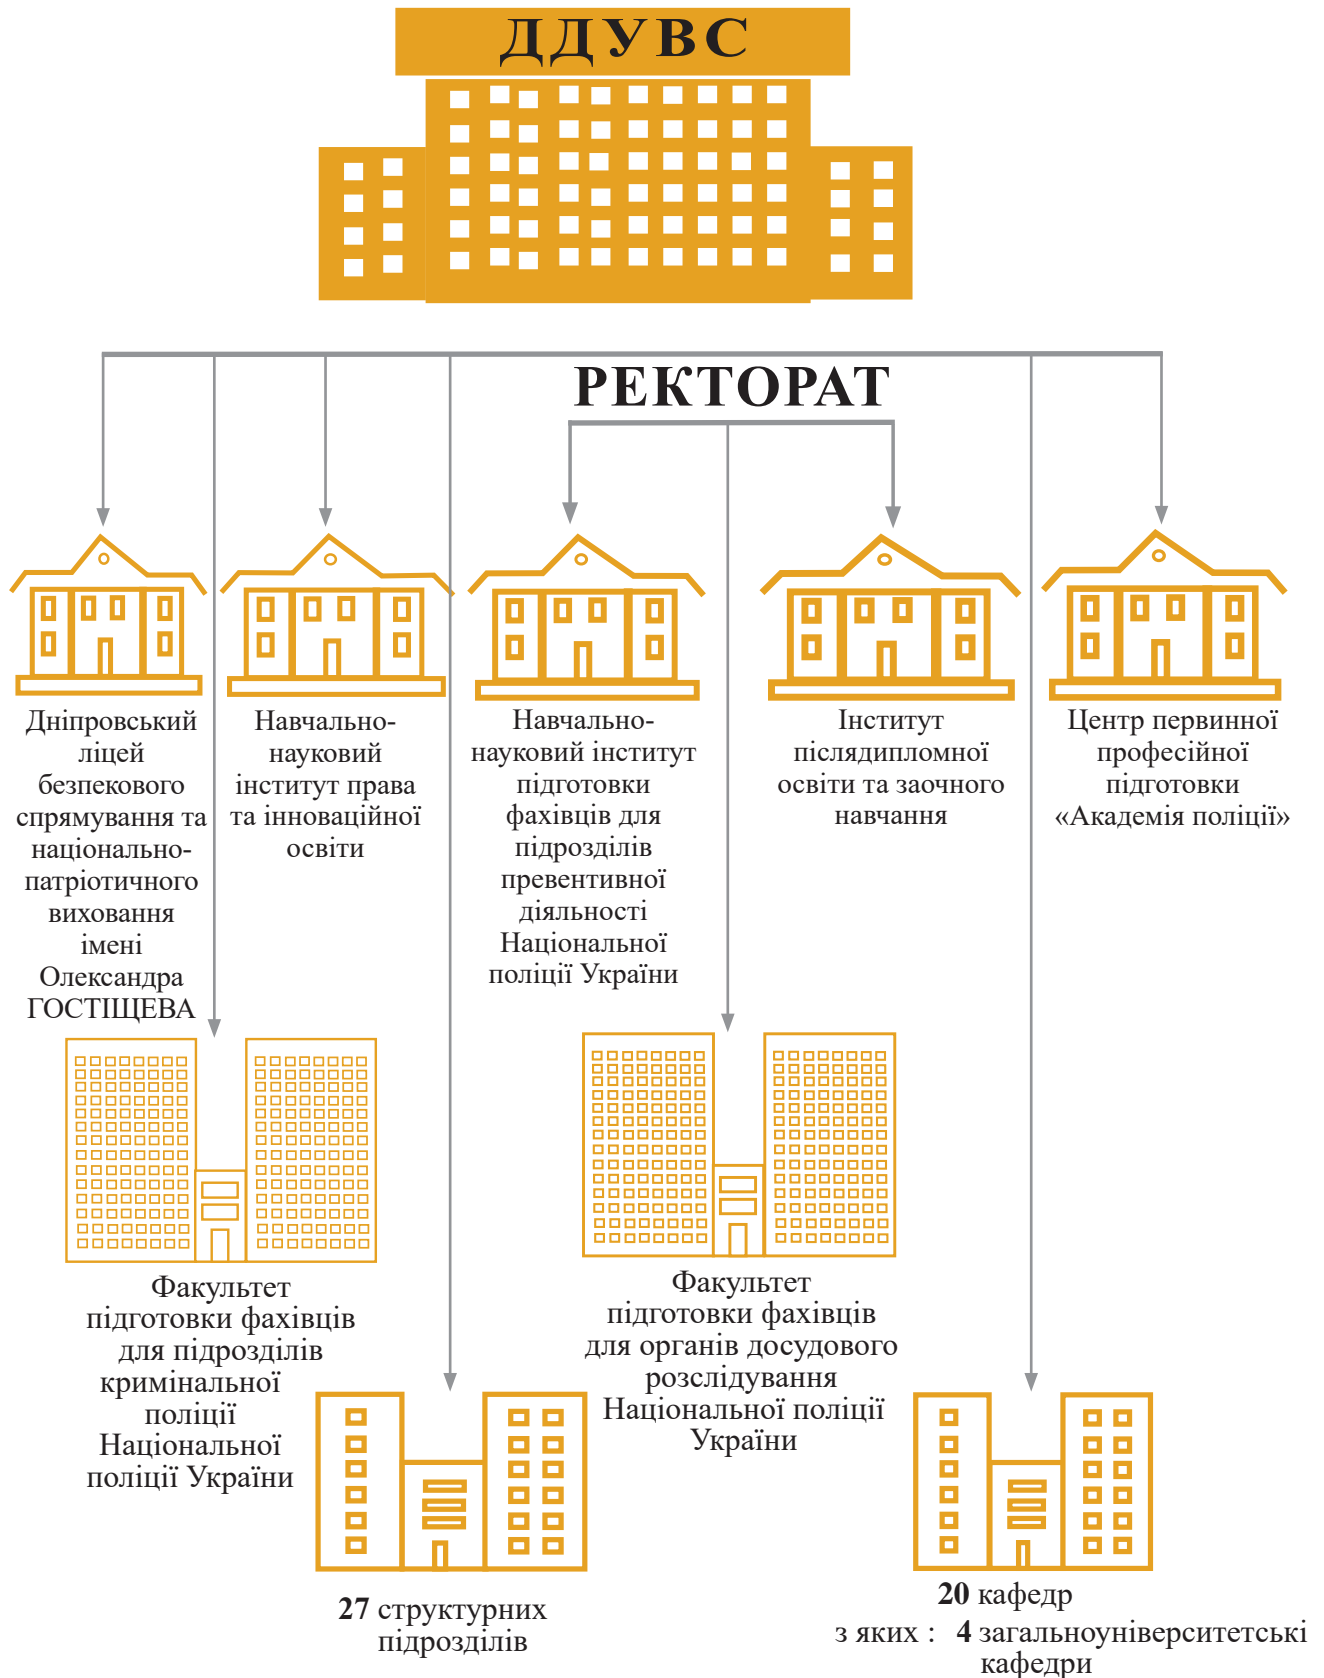 ДДУВС
РЕКТОРАТ
Дніпровський
ліцей
безпекового
спрямування та
національно-
патріотичного
виховання
імені
Олександра
ГОСТІЩЕВА
Навчально-
науковий
інститут права
та інноваційної
освіти
Навчально-
науковий інститут
підготовки
фахівців для
підрозділів
превентивної
діяльності
Національної
поліції України
Інститут
післядипломної
освіти та заочного
навчання
Центр первинної
професійної
підготовки
«Академія поліції»
Факультет
підготовки фахівців
для підрозділів
кримінальної
поліції
Національної
поліції України
Факультет
підготовки фахівців
для органів досудового
розслідування
Національної поліції
України
27 структурних
підрозділів
20 кафедр
з яких : 4 загальноуніверситетські
кафедри